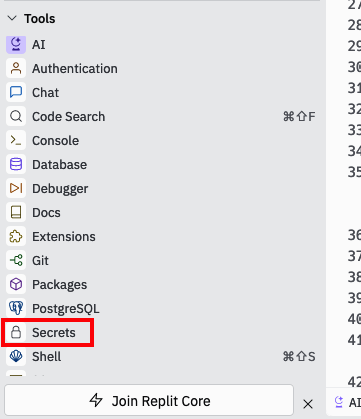 Tools
AI
Authentication
Chat
Code Search ⌘⇧F
Console
Database
Debugger
Docs
Extensions
Git
Packages
PostgreSQL
Secrets
Shell ⌘⇧S
Join Replit Core
27
28
29
30
31
32
33
34
35
36
37
38
39
40
41
42
AI